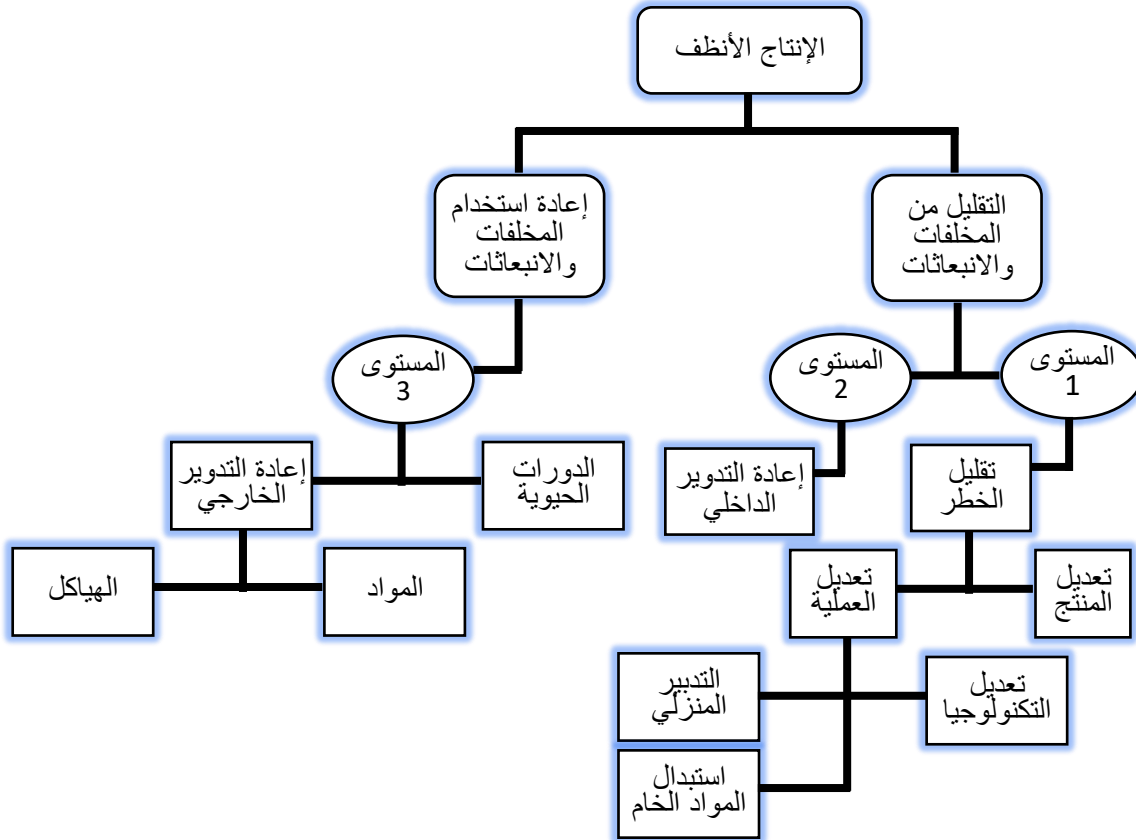 الإنتاج الأنظف
التقليل من
المخلفات
والانبعاثات
إعادة استخدام
المخلفات
والانبعاثات
المستوى
1
المستوى
2
المستوى
3
تقليل
الخطر
إعادة التدوير
الداخلي
الدورات
الحيوية
إعادة التدوير
الخارجي
تعديل
المنتج
تعديل
العملية
المواد
الهياكل
تعديل
التكنولوجيا
التدبير
المنزلي
استبدال
المواد الخام